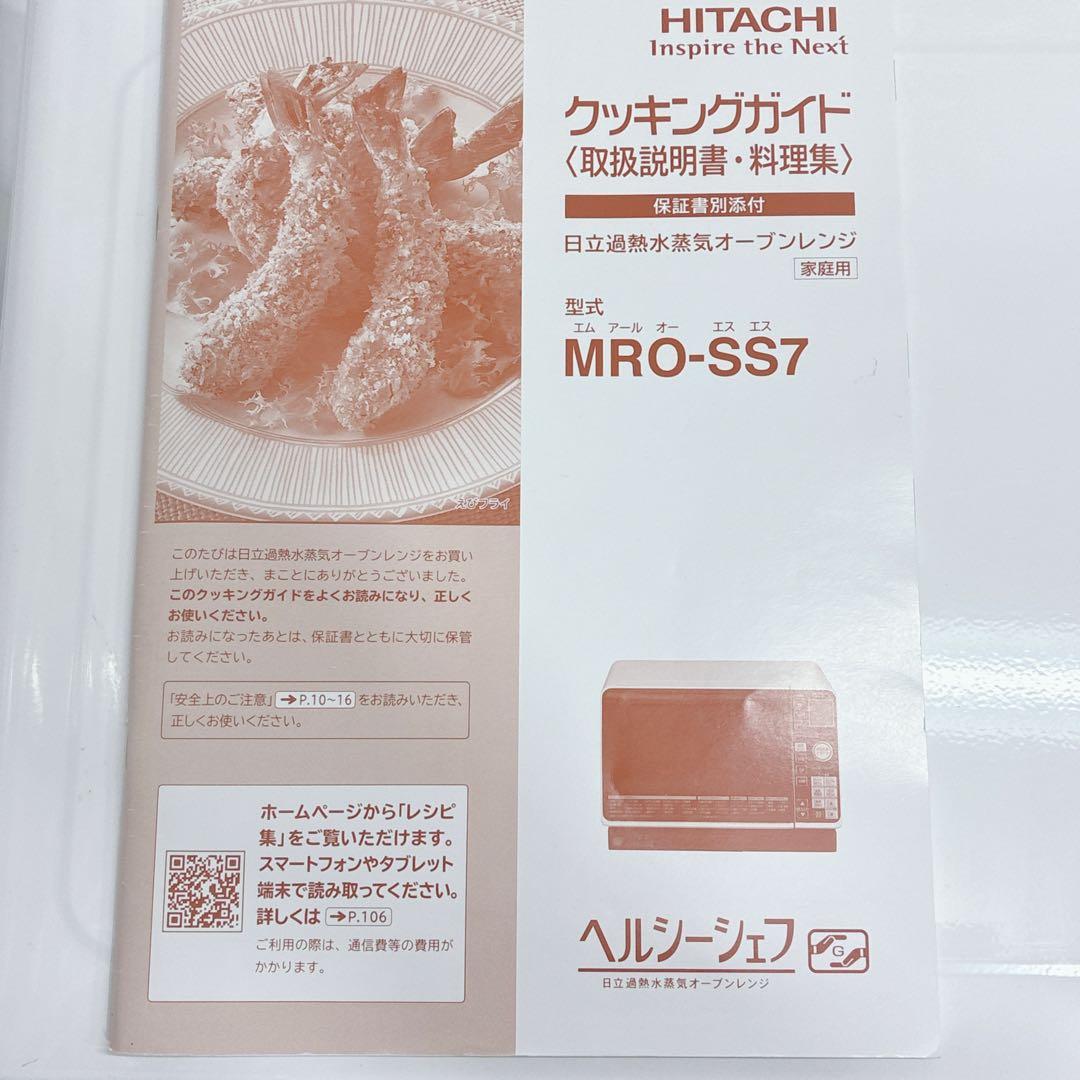 HITACHI
Inspire the Next
クッキングガイド
〈取扱説明書・料理集〉
保証書別添付
日立過熱水蒸気オーブンレンジ
家庭用
型式
エム アール オー エス エス
MRO-SS7
えびフライ
このたびは日立過熱水蒸気オーブンレンジをお買い
上げいただき、まことにありがとうございました。
このクッキングガイドをよくお読みになり、正しく
お使いください。
お読みになったあとは、保証書とともに大切に保管
してください。
「安全上のご注意」→P.10~16 をお読みいただき、
正しくお使いください。
ホームページから「レシピ
集」をご覧いただけます。
スマートフォンやタブレット
端末で読み取ってください。
詳しくは →P.106
ご利用の際は、通信費等の費用が
かかります。
ヘルシーシェフ
G
日立過熱水蒸気オーブンレンジ